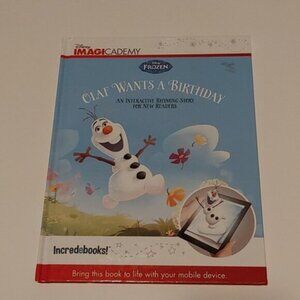 Disney
IMAGICADEMY
Disney
FROZEN
OLAF WANTS A BIRTHDAY
AN INTERACTIVE RHYMING STORY
FOR NEW READERS
Incredebooks!
Bring this book to life with your mobile device.